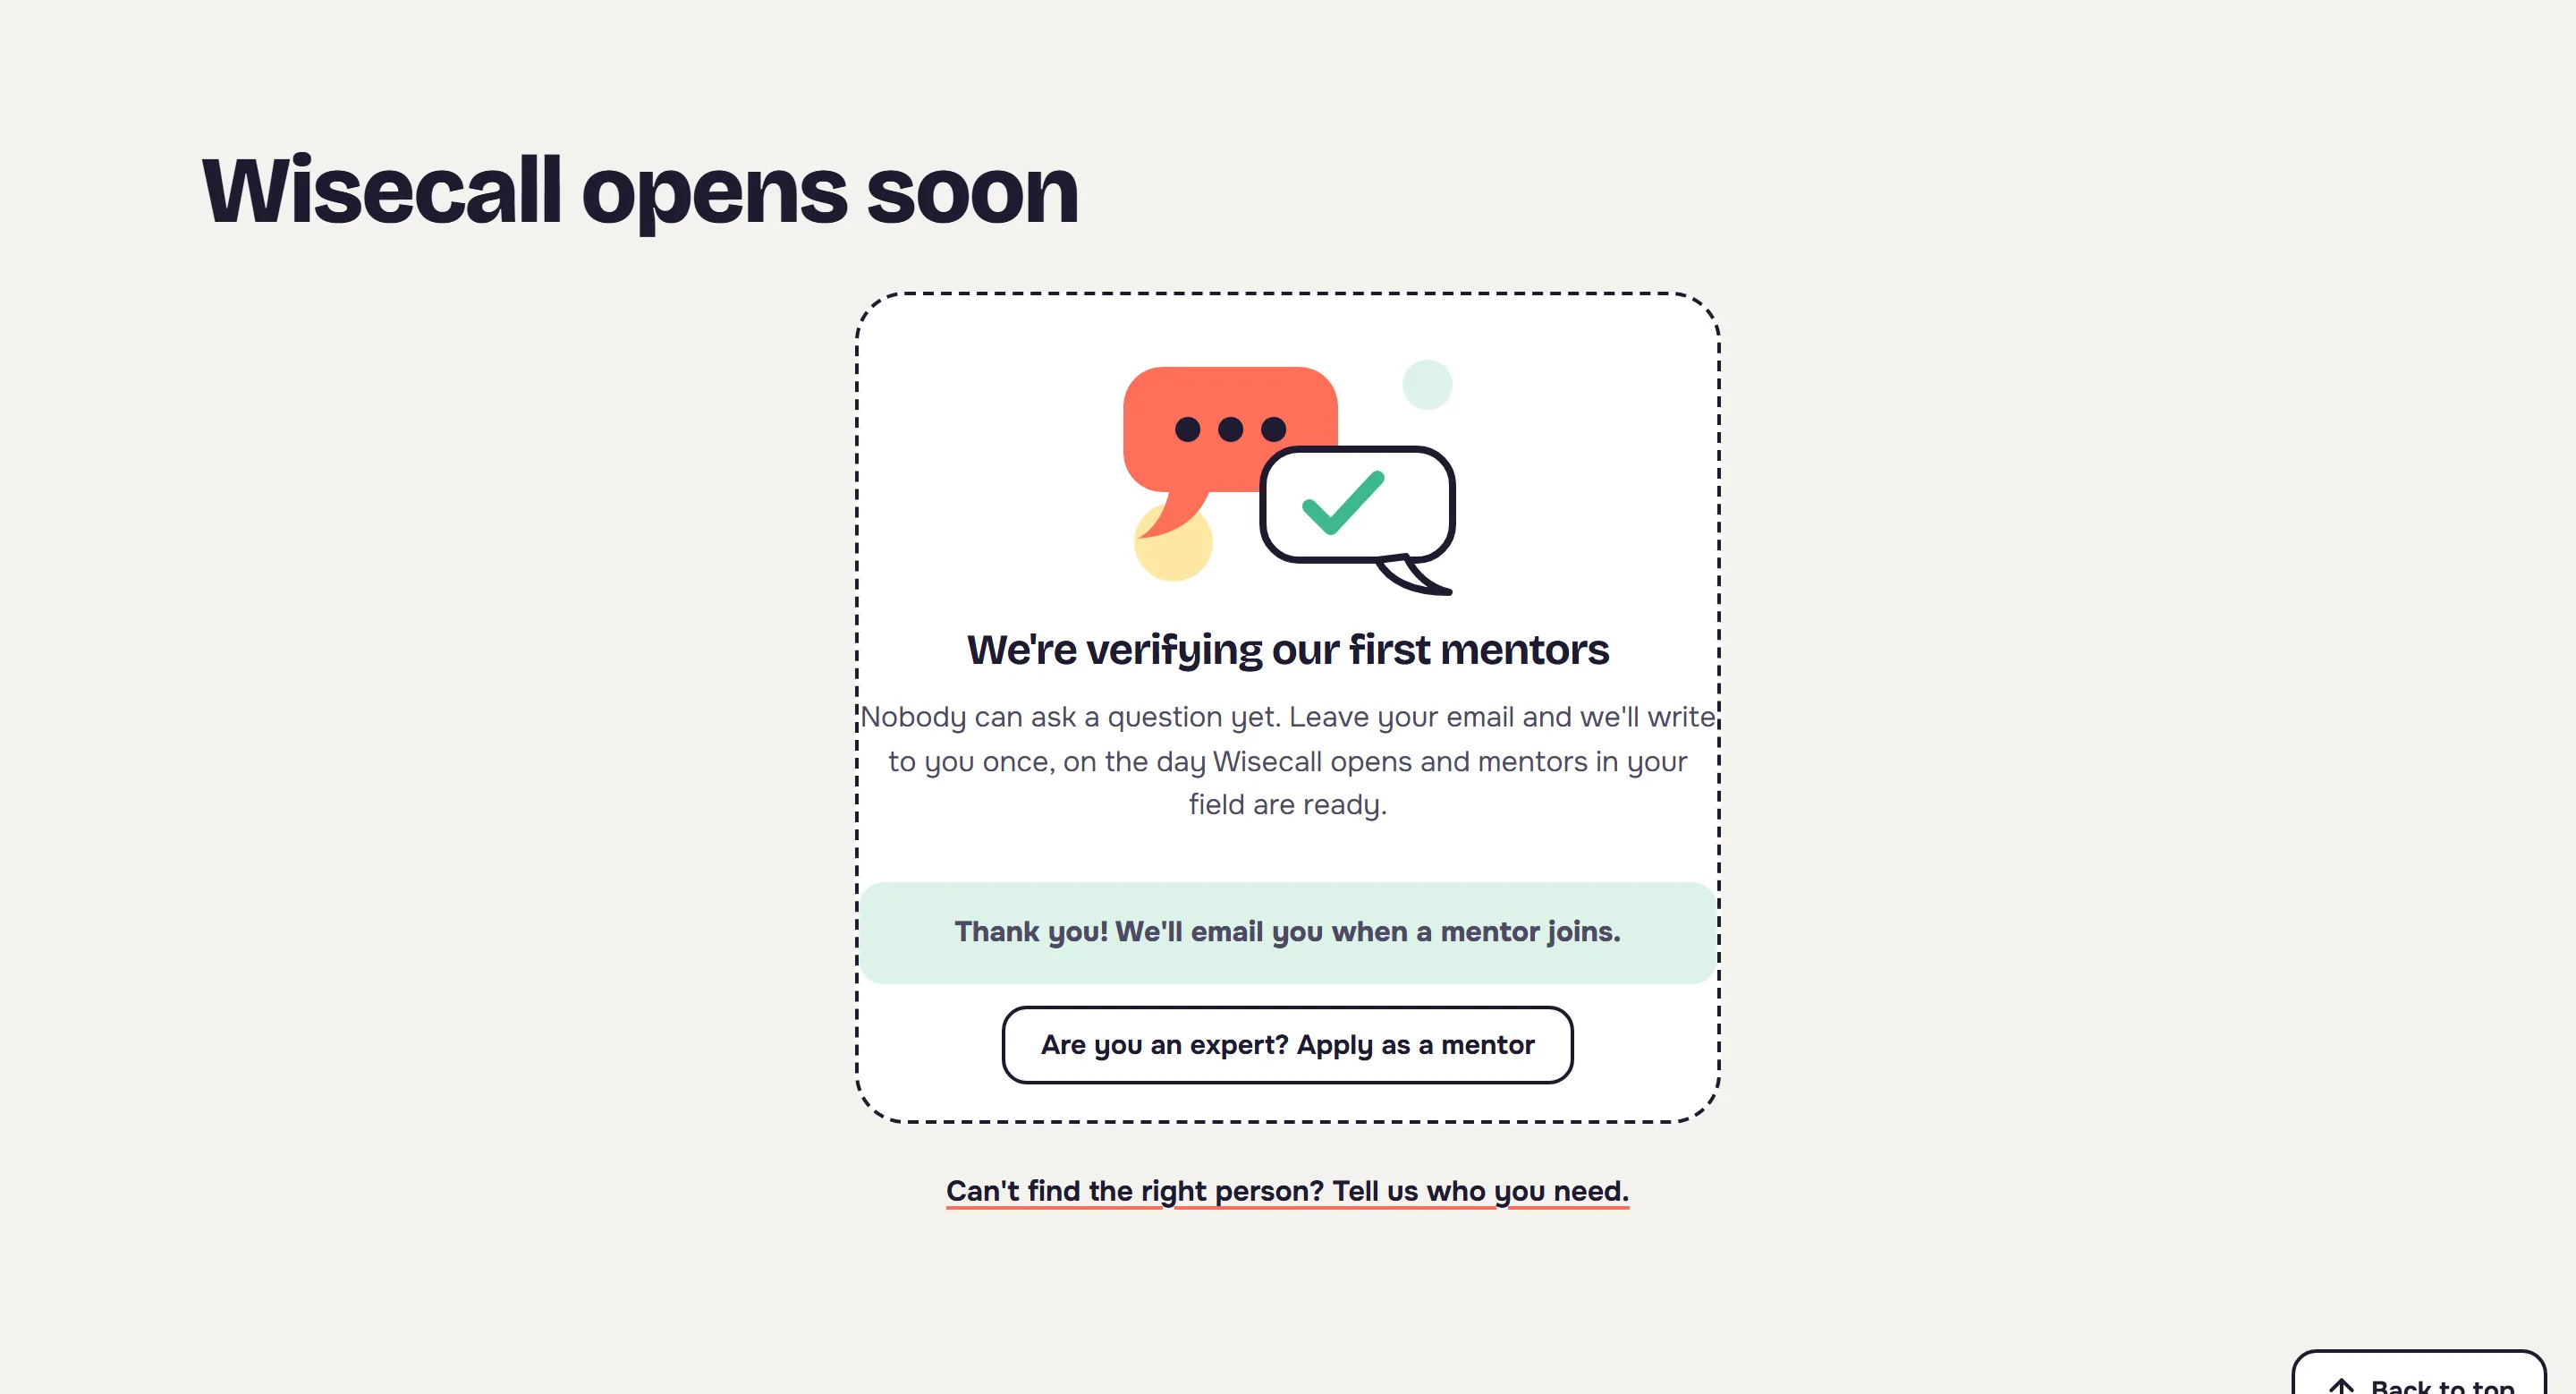 Wisecall opens soon
We're verifying our first mentors
Nobody can ask a question yet. Leave your email and we'll write
to you once, on the day Wisecall opens and mentors in your
field are ready.
Thank you! We'll email you when a mentor joins.
Are you an expert? Apply as a mentor
Can't find the right person? Tell us who you need.
Back to top